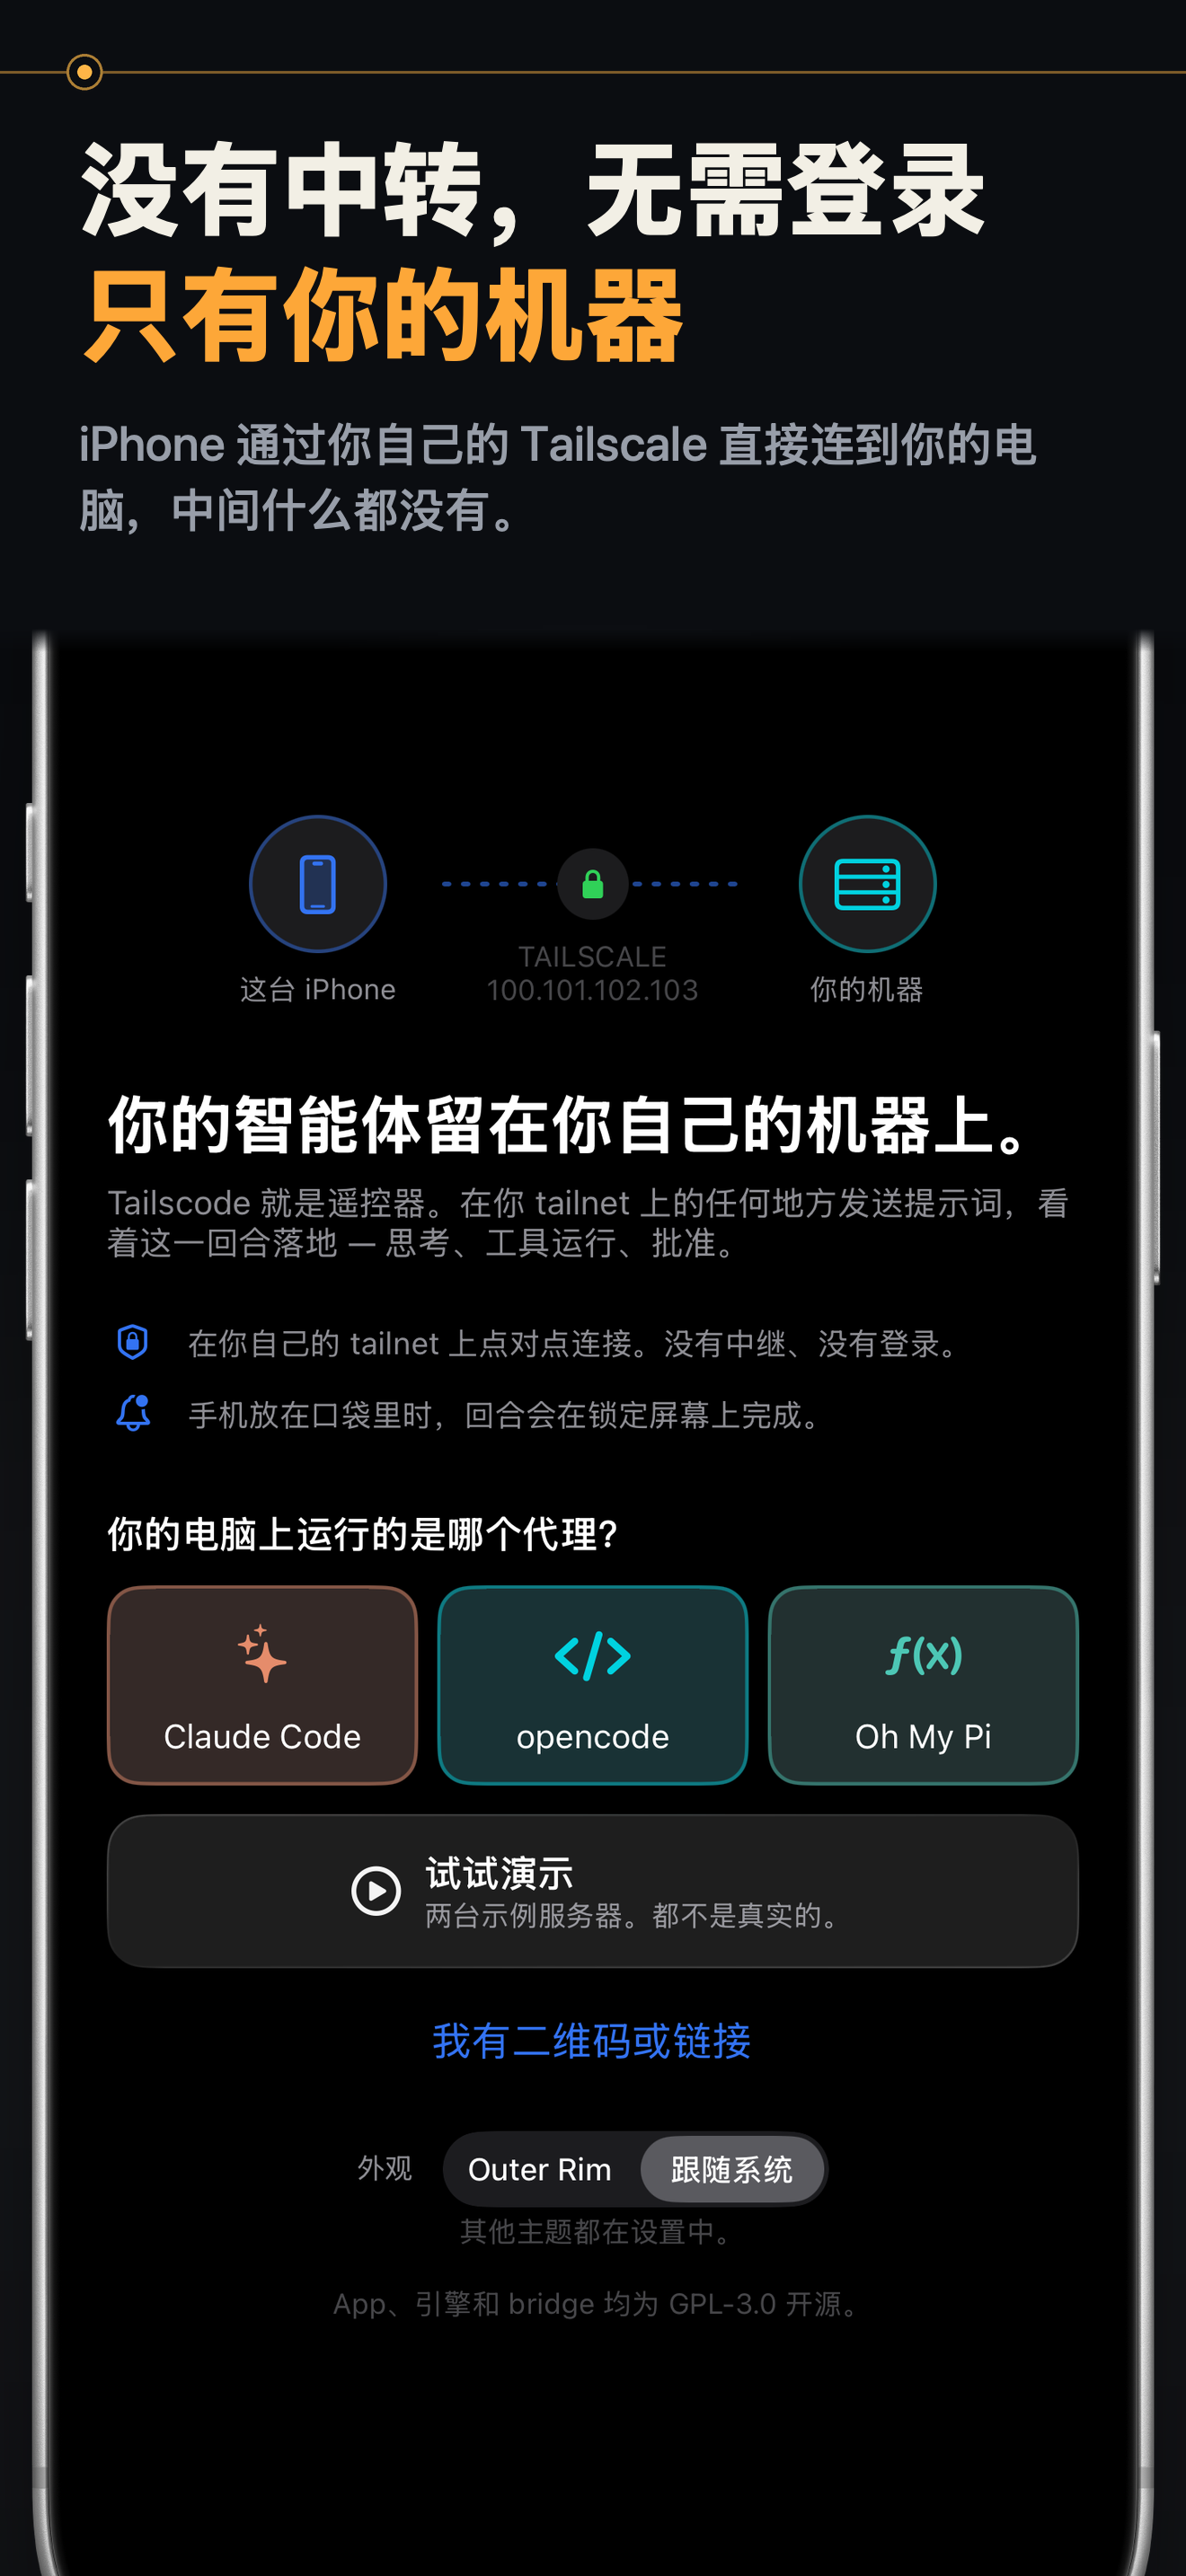 没有中转，无需登录
只有你的机器
iPhone 通过你自己的 Tailscale 直接连到你的电
脑，中间什么都没有。
TAILSCALE
100.101.102.103
这台 iPhone
你的机器
你的智能体留在你自己的机器上。
Tailscode 就是遥控器。在你 tailnet 上的任何地方发送提示词，看
着这一回合落地 — 思考、工具运行、批准。
在你自己的 tailnet 上点对点连接。没有中继、没有登录。
手机放在口袋里时，回合会在锁定屏幕上完成。
你的电脑上运行的是哪个代理?
Claude Code
opencode
f(x)
Oh My Pi
试试演示
两台示例服务器。都不是真实的。
我有二维码或链接
外观
Outer Rim
跟随系统
其他主题都在设置中。
App、引擎和 bridge 均为 GPL-3.0 开源。